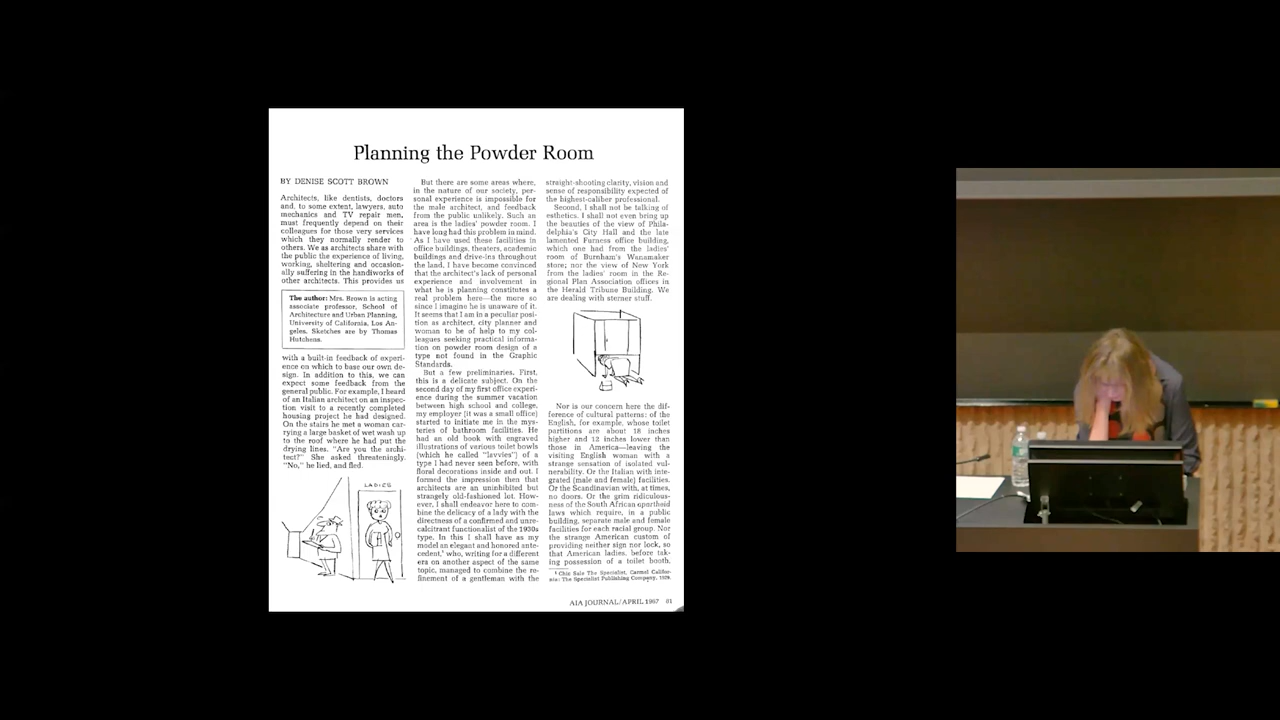 Planning the Powder Room
BY DENISE SCOTT BROWN
Architects, like dentists, doctors
and, to some extent, lawyers, auto
mechanics and TV repair men,
must frequently depend on their
colleagues for those very services
which they normally render to
others. We as architects share with
the public the experience of living,
working, sheltering and occasion-
ally suffering in the handiworks of
other architects. This provides us
The author: Mrs. Brown is acting
associate professor, School of
Architecture and Urban Planning,
University of California, Los An-
geles. Sketches are by Thomas
Hutchens.
with a built-in feedback of experi-
ence on which to base our own de-
sign. In addition to this, we can
expect some feedback from the
general public. For example, I heard
of an Italian architect on an inspec-
tion visit to a recently completed
housing project he had designed.
On the stairs he met a woman car-
rying a large basket of wet wash up
to the roof where he had put the
drying lines. "Are you the archi-
tect?" She asked threateningly.
"No," he lied, and fled.
LADIES
But there are some areas where,
in the nature of our society, per-
sonal experience is impossible for
the male architect, and feedback
from the public unlikely. Such an
area is the ladies' powder room. I
have long had this problem in mind.
As I have used these facilities in
office buildings, theaters, academic
buildings and drive-ins throughout
the land, I have become convinced
that the architect's lack of personal
experience and involvement in
what he is planning constitutes a
real problem here—the more so
since I imagine he is unaware of it.
It seems that I am in a peculiar posi-
tion as architect, city planner and
woman to be of help to my col-
leagues seeking practical informa-
tion on powder room design of a
type not found in the Graphic
Standards.
But a few preliminaries. First,
this is a delicate subject. On the
second day of my first office experi-
ence during the summer vacation
between high school and college,
my employer (it was a small office)
started to initiate me in the mys-
teries of bathroom facilities. He
had an old book with engraved
illustrations of various toilet bowls
(which he called "lavvies") of a
type I had never seen before, with
floral decorations inside and out. I
formed the impression then that
architects are an uninhibited but
strangely old-fashioned lot. How-
ever, I shall endeavor here to com-
bine the delicacy of a lady with the
directness of a confirmed and unre-
calcitrant functionalist of the 1930s
type. In this I shall have as my
model an elegant and honored ante-
cedent,¹ who, writing for a different
era on another aspect of the same
topic, managed to combine the re-
finement of a gentleman with the
straight-shooting clarity, vision and
sense of responsibility expected of
the highest-caliber professional.
Second, I shall not be talking of
esthetics. I shall not even bring up
the beauties of the view of Phila-
delphia's City Hall and the late
lamented Furness office building,
which one had from the ladies'
room of Burnham's Wanamaker
store; nor the view of New York
from the ladies' room in the Re-
gional Plan Association offices in
the Herald Tribune Building. We
are dealing with sterner stuff.
Nor is our concern here the dif-
ference of cultural patterns: of the
English, for example, whose toilet
partitions are about 18 inches
higher and 12 inches lower than
those in America—leaving the
visiting English woman with a
strange sensation of isolated vul-
nerability. Or the Italian with inte-
grated (male and female) facilities.
Or the Scandinavian with, at times,
no doors. Or the grim ridiculous-
ness of the South African apartheid
laws which require, in a public
building, separate male and female
facilities for each racial group. Nor
the strange American custom of
providing neither sign nor lock, so
that American ladies, before tak-
ing possession of a toilet booth,
¹ Chic Sale The Specialist, Carmel Califor-
nia: The Specialist Publishing Company, 1929.
AIA JOURNAL/APRIL 1967 81